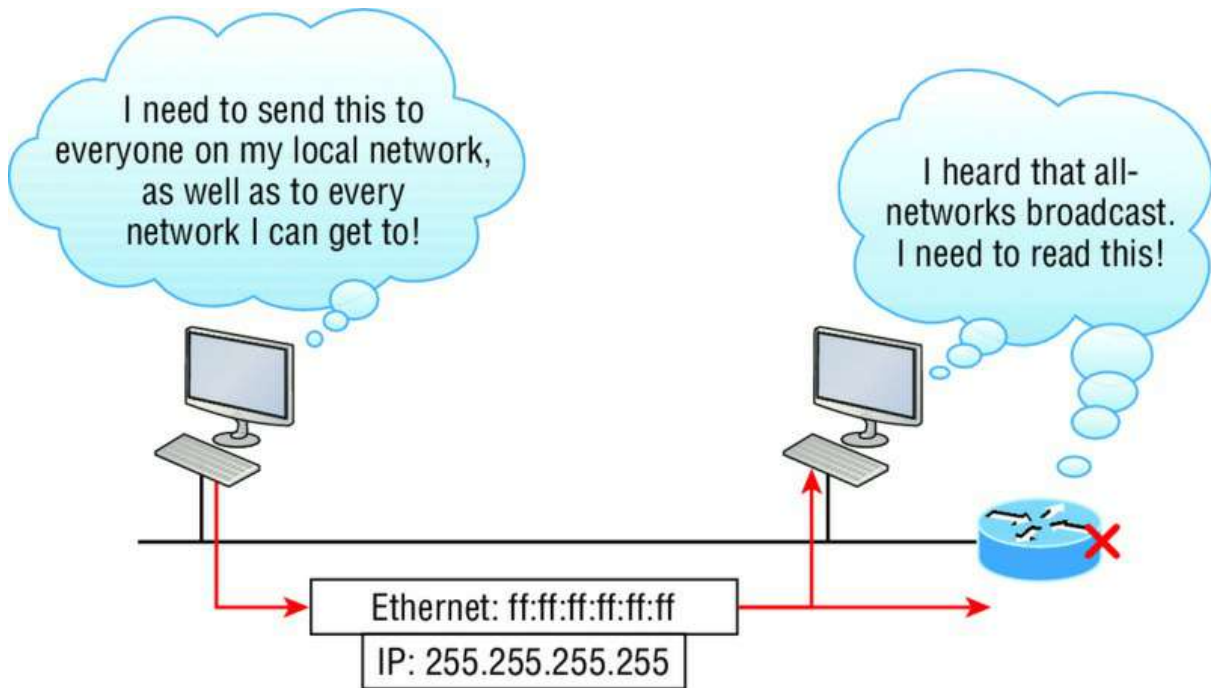 I need to send this to
everyone on my local network,
as well as to every
network I can get to!
I heard that all-
networks broadcast.
I need to read this!
Ethernet: ff:ff:ff:ff:ff:ff
IP: 255.255.255.255